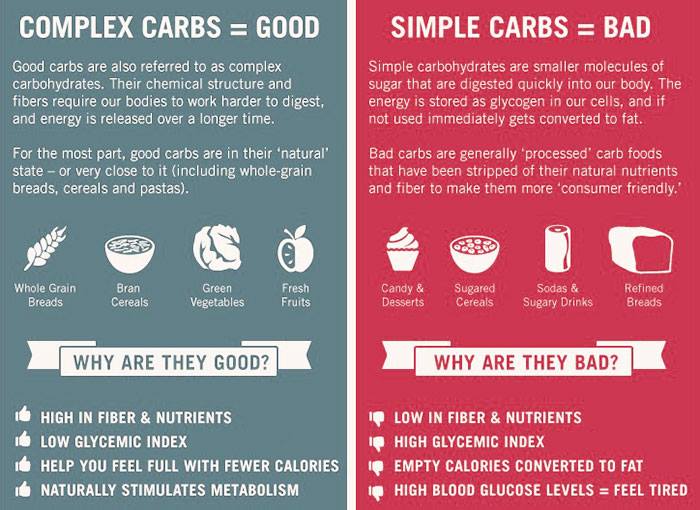 COMPLEX CARBS = GOOD
Good carbs are also referred to as complex
carbohydrates. Their chemical structure and
fibers require our bodies to work harder to digest,
and energy is released over a longer time.
For the most part, good carbs are in their ‘natural’
state – or very close to it (including whole-grain
breads, cereals and pastas).
Whole Grain
Breads
Bran
Cereals
Green
Vegetables
Fresh
Fruits
WHY ARE THEY GOOD?
HIGH IN FIBER & NUTRIENTS
LOW GLYCEMIC INDEX
HELP YOU FEEL FULL WITH FEWER CALORIES
NATURALLY STIMULATES METABOLISM
SIMPLE CARBS = BAD
Simple carbohydrates are smaller molecules of
sugar that are digested quickly into our body. The
energy is stored as glycogen in our cells, and if
not used immediately gets converted to fat.
Bad carbs are generally ‘processed’ carb foods
that have been stripped of their natural nutrients
and fiber to make them more ‘consumer friendly.’
Candy &
Desserts
Sugared
Cereals
Sodas &
Sugary Drinks
Refined
Breads
WHY ARE THEY BAD?
LOW IN FIBER & NUTRIENTS
HIGH GLYCEMIC INDEX
EMPTY CALORIES CONVERTED TO FAT
HIGH BLOOD GLUCOSE LEVELS = FEEL TIRED